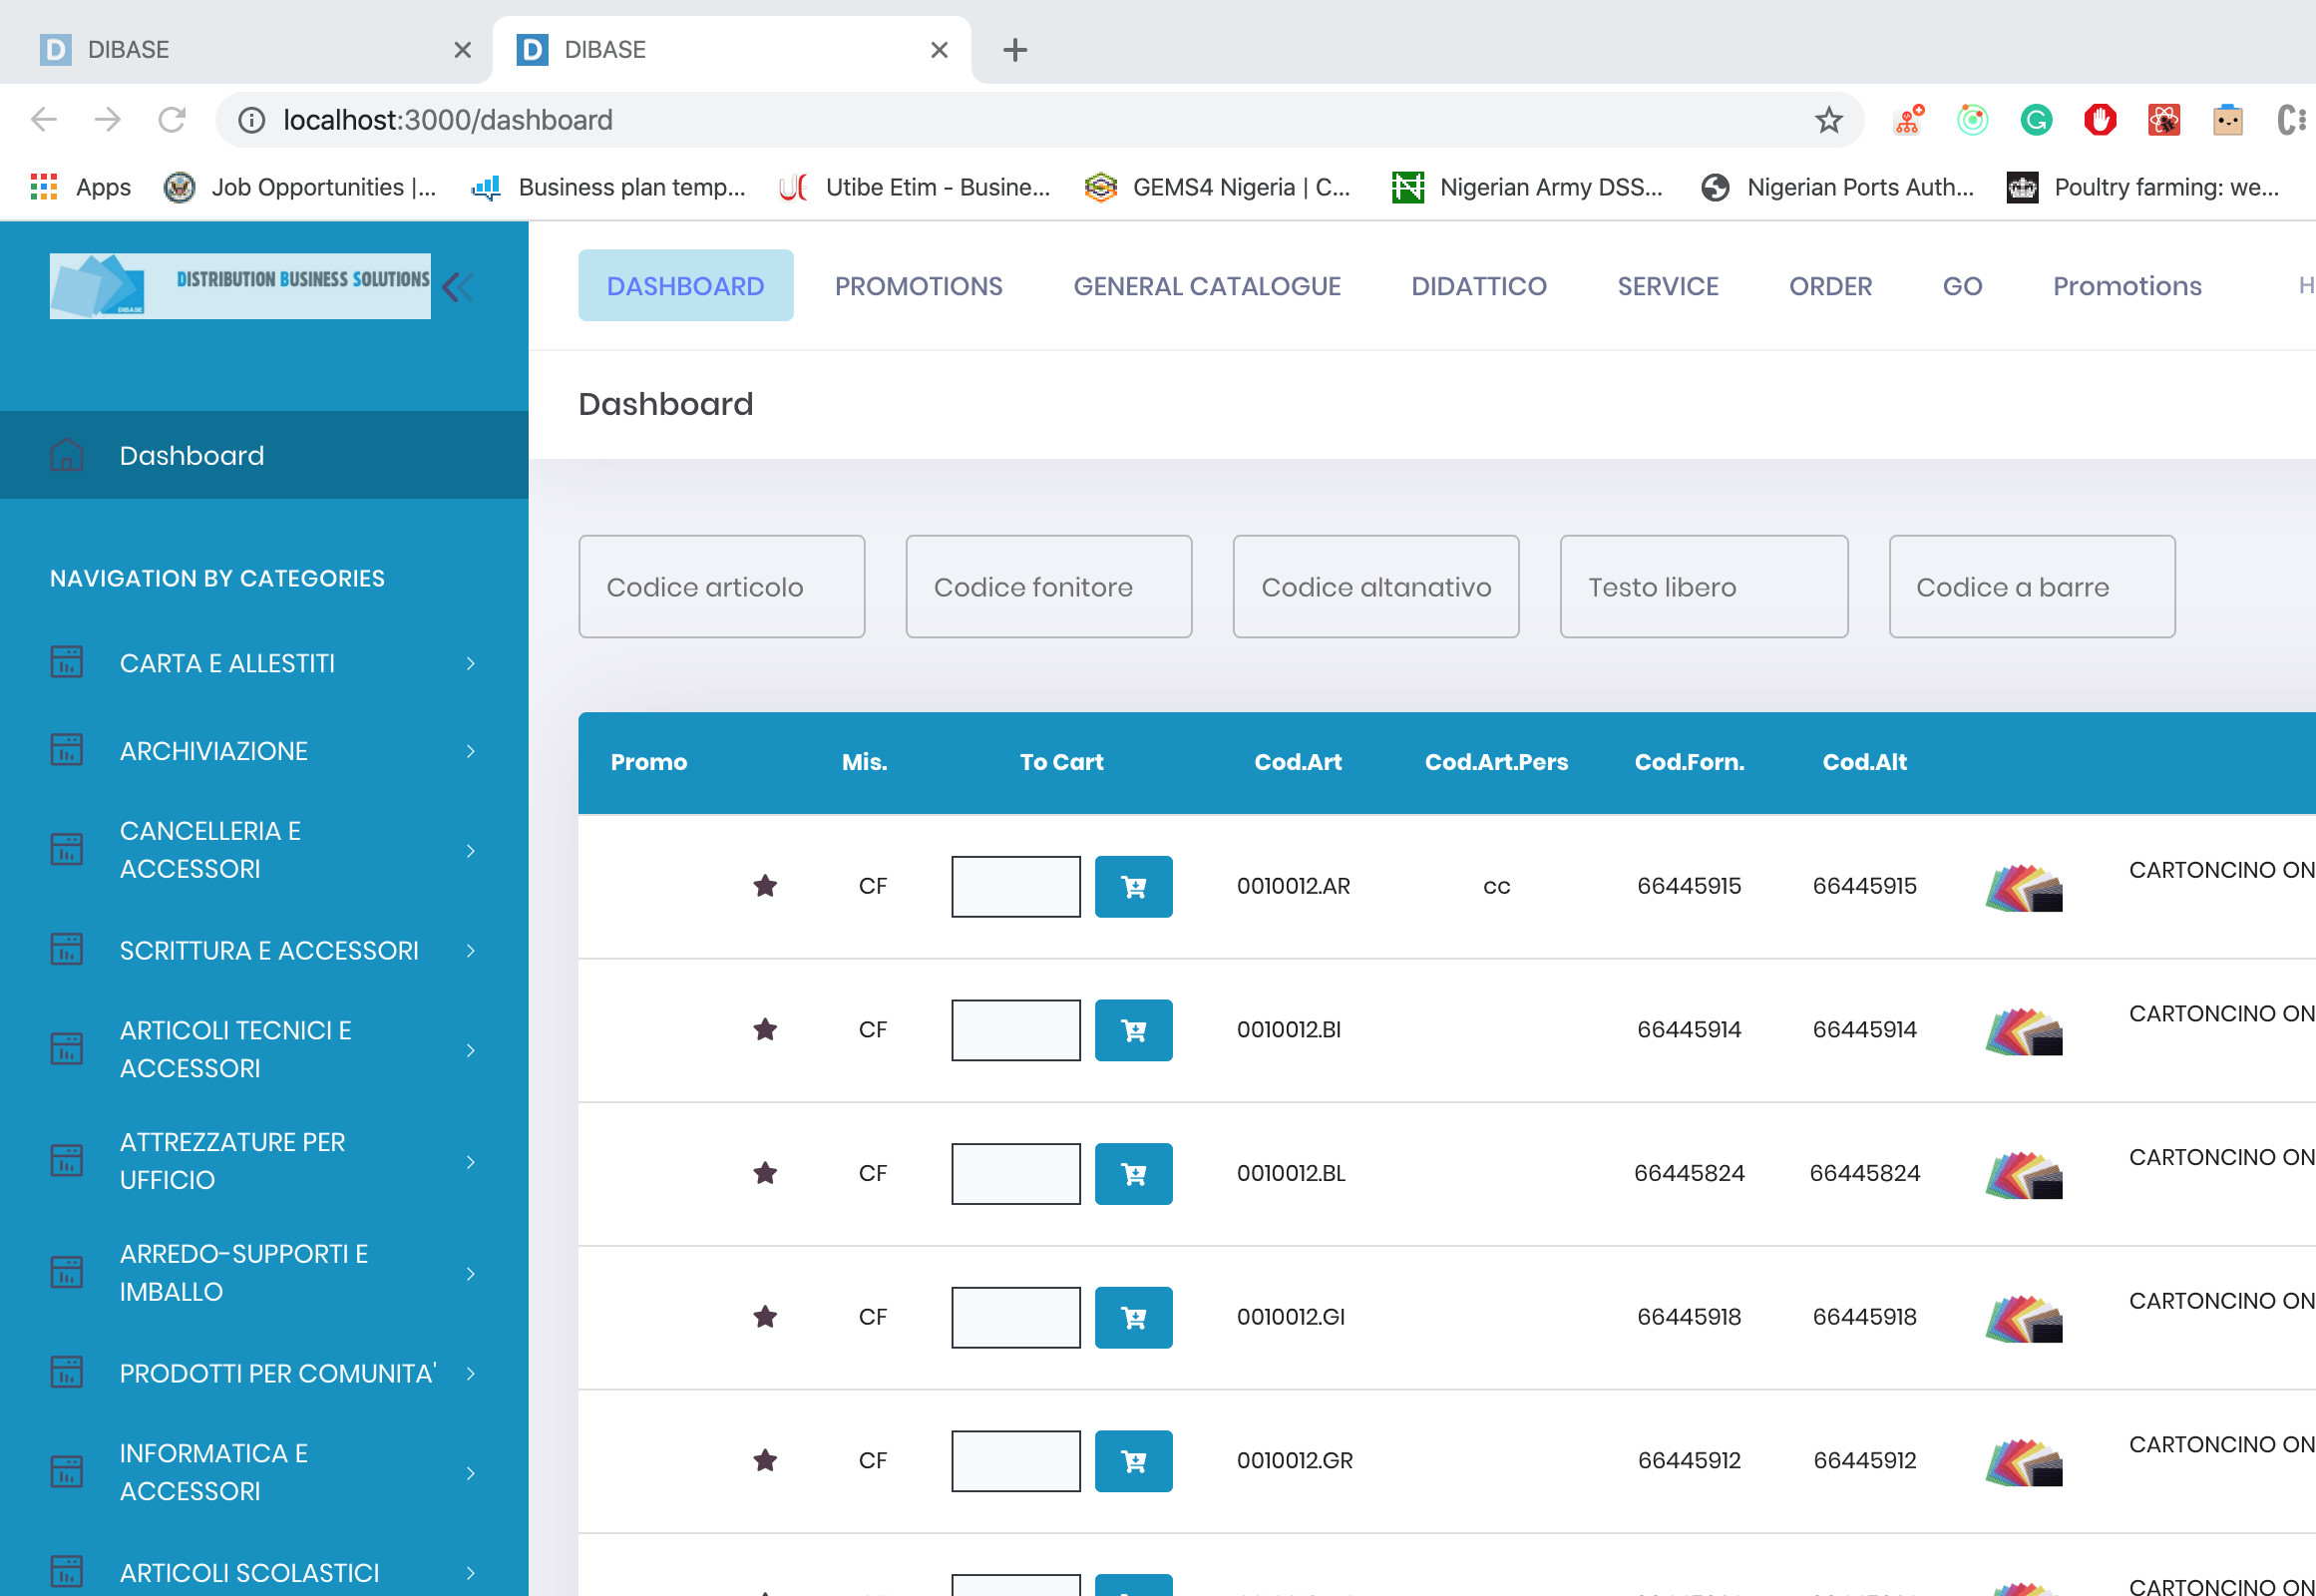 DIBASE
DIBASE
localhost:3000/dashboard
Apps
Job Opportunities |...
Business plan temp...
Utibe Etim - Busine...
GEMS4 Nigeria | C...
Nigerian Army DSS...
Nigerian Ports Auth...
Poultry farming: we...
DISTRIBUTION BUSINESS SOLUTIONS
DIBASE
DASHBOARD
PROMOTIONS
GENERAL CATALOGUE
DIDATTICO
SERVICE
ORDER
GO
Promotions
H
Dashboard
Dashboard
NAVIGATION BY CATEGORIES
CARTA E ALLESTITI
ARCHIVIAZIONE
CANCELLERIA E
ACCESSORI
SCRITTURA E ACCESSORI
ARTICOLI TECNICI E
ACCESSORI
ATTREZZATURE PER
UFFICIO
ARREDO-SUPPORTI E
IMBALLO
PRODOTTI PER COMUNITA'
INFORMATICA E
ACCESSORI
ARTICOLI SCOLASTICI
Codice articolo
Codice fonitore
Codice altanativo
Testo libero
Codice a barre
Promo Mis. To Cart Cod.Art Cod.Art.Pers Cod.Forn. Cod.Alt
CF 0010012.AR cc 66445915 66445915 CARTONCINO ON
CF 0010012.BI 66445914 66445914 CARTONCINO ON
CF 0010012.BL 66445824 66445824 CARTONCINO ON
CF 0010012.GI 66445918 66445918 CARTONCINO ON
CF 0010012.GR 66445912 66445912 CARTONCINO ON
CARTONCINO ON